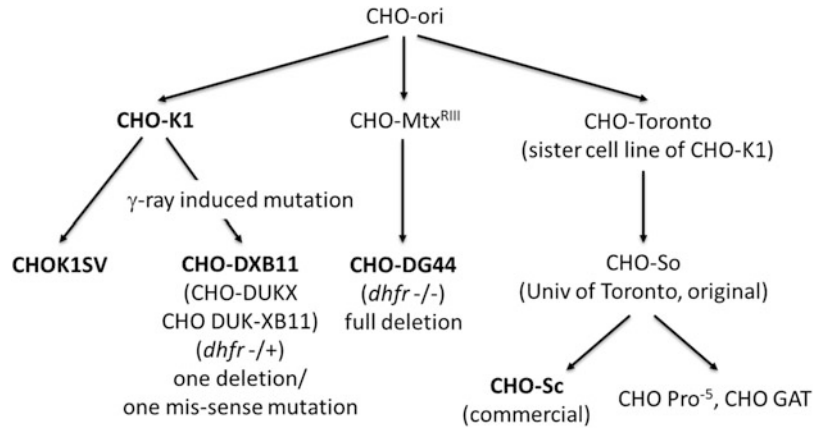 CHO-ori
CHO-K1
CHO-Mtx^RIII
CHO-Toronto
(sister cell line of CHO-K1)
γ-ray induced mutation
CHOK1SV
CHO-DXB11
(CHO-DUKX
CHO DUK-XB11)
(dhfr -/+)
one deletion/
one mis-sense mutation
CHO-DG44
(dhfr -/-)
full deletion
CHO-So
(Univ of Toronto, original)
CHO-Sc
(commercial)
CHO Pro^-5, CHO GAT